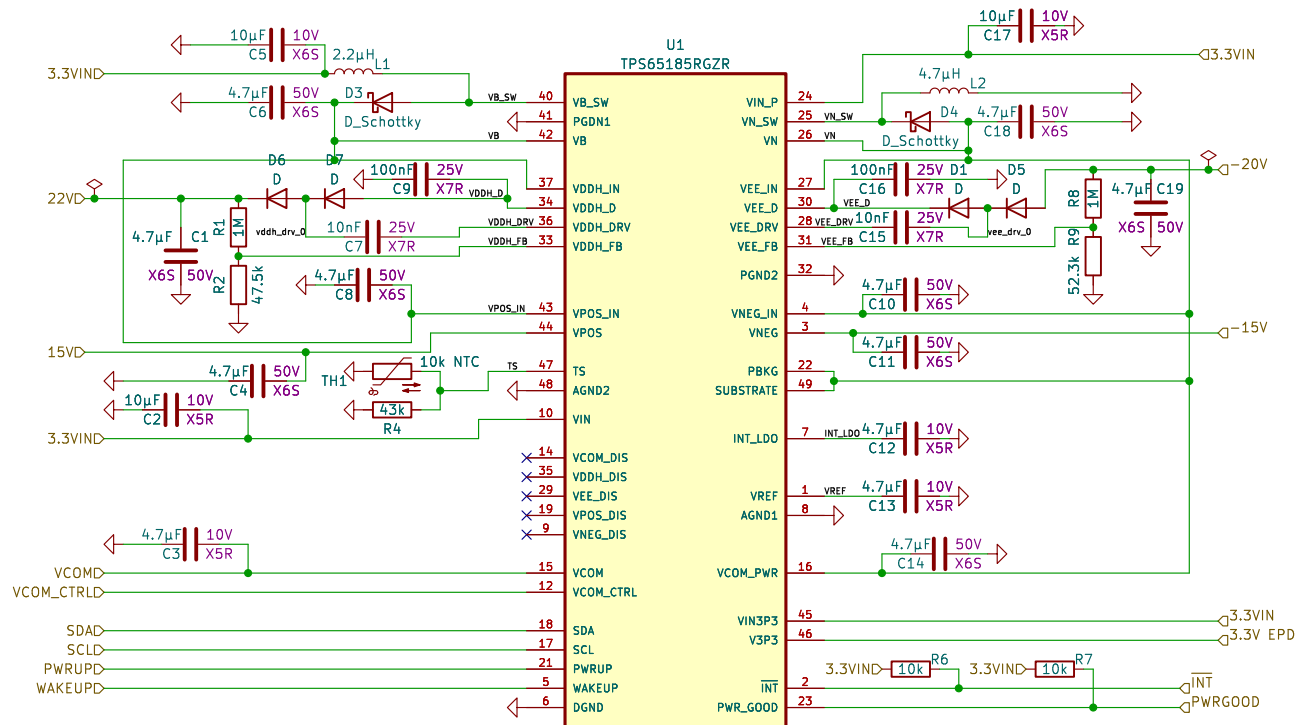 U1
TPS65185RGZR
10µF
10V
C5
X6S
2.2µH
L1
3.3VIN
4.7µF
50V
C6
X6S
D3
D_Schottky
VB_SW
40
VB_SW
41
PGDN1
VB
42
VB
D6
D7
D
D
100nF
25V
C9
X7R
VDDH_D
37
VDDH_IN
34
VDDH_D
VDDH_DRV
36
VDDH_DRV
VDDH_FB
33
VDDH_FB
22V
4.7µF
C1
X6S
50V
R1
1M
vddh_drv_0
10nF
25V
C7
X7R
R2
47.5k
4.7µF
50V
C8
X6S
VPOS_IN
43
VPOS_IN
44
VPOS
15V
4.7µF
50V
C4
X6S
10k NTC
TH1
TS
47
TS
48
AGND2
43k
R4
10µF
10V
C2
X5R
10
VIN
3.3VIN
14
VCOM_DIS
35
VDDH_DIS
29
VEE_DIS
19
VPOS_DIS
9
VNEG_DIS
4.7µF
10V
C3
X5R
VCOM
15
VCOM
VCOM_CTRL
12
VCOM_CTRL
SDA
18
SDA
SCL
17
SCL
PWRUP
21
PWRUP
WAKEUP
5
WAKEUP
6
DGND
10µF
10V
C17
X5R
3.3VIN
4.7µH
L2
VIN_P
24
VN_SW
25
VN_SW
VN
26
VN
D4
D_Schottky
4.7µF
50V
C18
X6S
-20V
100nF
25V
C16
X7R
D1
D
D5
D
VEE_IN
27
VEE_D
30
VEE_D
VEE_DRV
28
VEE_DRV
VEE_FB
31
VEE_FB
10nF
25V
C15
X7R
vee_drv_0
R8
1M
R9
52.3k
4.7µF
C19
X6S
50V
PGND2
32
4.7µF
50V
C10
X6S
VNEG_IN
4
VNEG
3
-15V
4.7µF
50V
C11
X6S
PBKG
22
SUBSTRATE
49
INT_LDO
7
INT_LDO
4.7µF
10V
C12
X5R
VREF
1
VREF
4.7µF
10V
C13
X5R
AGND1
8
4.7µF
50V
C14
X6S
VCOM_PWR
16
VIN3P3
45
3.3VIN
V3P3
46
3.3V EPD
3.3VIN
10k
R6
3.3VIN
10k
R7
INT
2
INT
PWR_GOOD
23
PWRGOOD